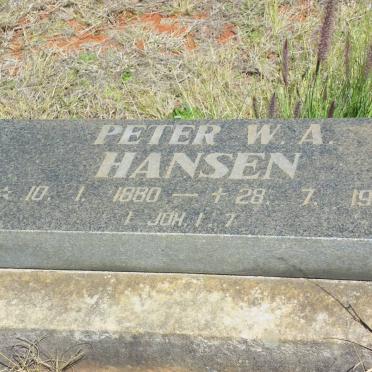 PETER W. A.
HANSEN
☆ 10. 1. 1880 — + 28. 7. 19
1. JOH. 1. 7.